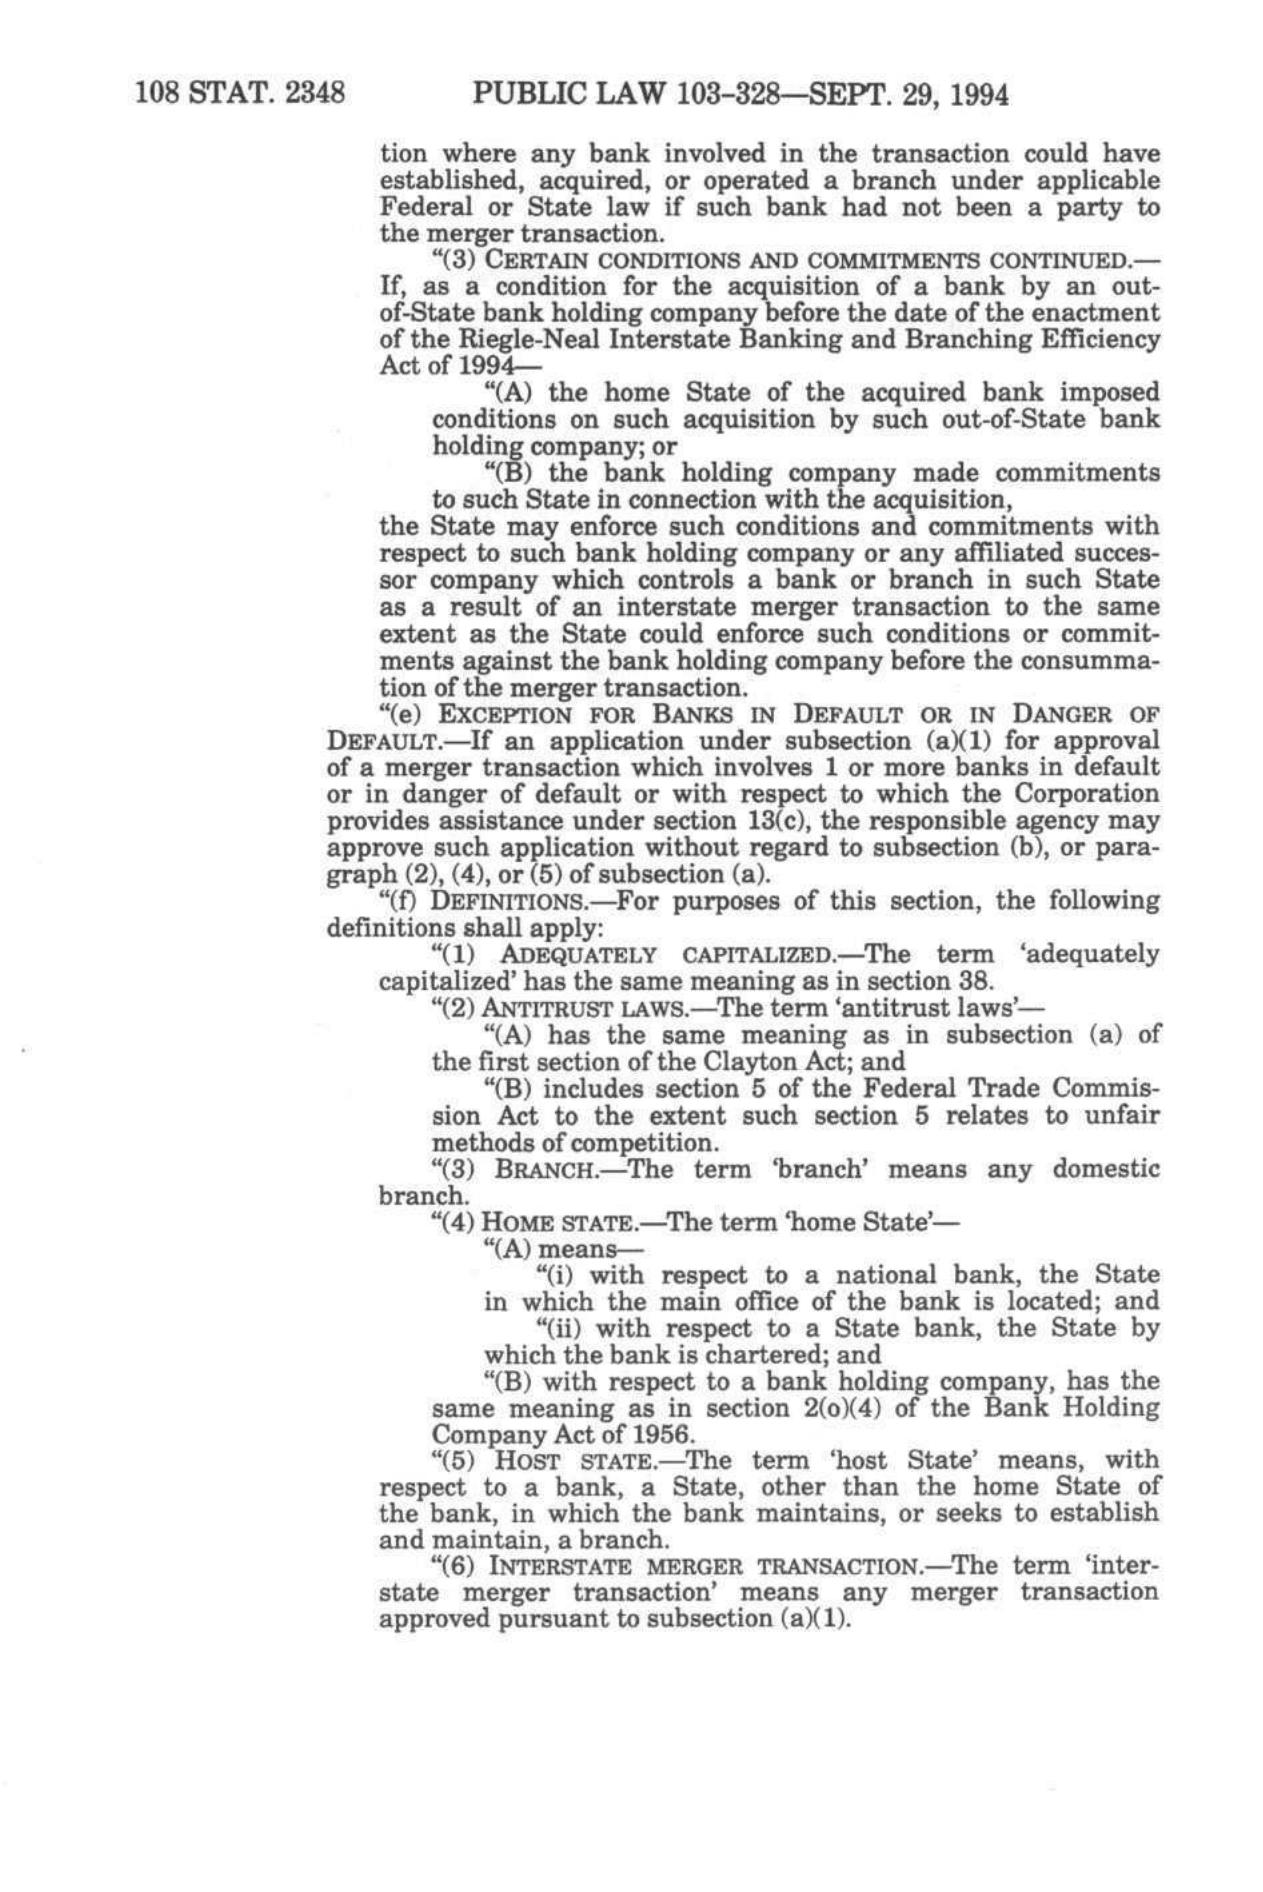 108 STAT. 2348 PUBLIC LAW 103–328—SEPT. 29, 1994
tion where any bank involved in the transaction could have
established, acquired, or operated a branch under applicable
Federal or State law if such bank had not been a party to
the merger transaction.
“(3) CERTAIN CONDITIONS AND COMMITMENTS CONTINUED.—
If, as a condition for the acquisition of a bank by an out-
of-State bank holding company before the date of the enactment
of the Riegle-Neal Interstate Banking and Branching Efficiency
Act of 1994—
“(A) the home State of the acquired bank imposed
conditions on such acquisition by such out-of-State bank
holding company; or
“(B) the bank holding company made commitments
to such State in connection with the acquisition,
the State may enforce such conditions and commitments with
respect to such bank holding company or any affiliated succes-
sor company which controls a bank or branch in such State
as a result of an interstate merger transaction to the same
extent as the State could enforce such conditions or commit-
ments against the bank holding company before the consumma-
tion of the merger transaction.
“(e) EXCEPTION FOR BANKS IN DEFAULT OR IN DANGER OF
DEFAULT.—If an application under subsection (a)(1) for approval
of a merger transaction which involves 1 or more banks in default
or in danger of default or with respect to which the Corporation
provides assistance under section 13(c), the responsible agency may
approve such application without regard to subsection (b), or para-
graph (2), (4), or (5) of subsection (a).
“(f) DEFINITIONS.—For purposes of this section, the following
definitions shall apply:
“(1) ADEQUATELY CAPITALIZED.—The term ‘adequately
capitalized’ has the same meaning as in section 38.
“(2) ANTITRUST LAWS.—The term ‘antitrust laws’—
“(A) has the same meaning as in subsection (a) of
the first section of the Clayton Act; and
“(B) includes section 5 of the Federal Trade Commis-
sion Act to the extent such section 5 relates to unfair
methods of competition.
“(3) BRANCH.—The term ‘branch’ means any domestic
branch.
“(4) HOME STATE.—The term ‘home State’—
“(A) means—
“(i) with respect to a national bank, the State
in which the main office of the bank is located; and
“(ii) with respect to a State bank, the State by
which the bank is chartered; and
“(B) with respect to a bank holding company, has the
same meaning as in section 2(o)(4) of the Bank Holding
Company Act of 1956.
“(5) HOST STATE.—The term ‘host State’ means, with
respect to a bank, a State, other than the home State of
the bank, in which the bank maintains, or seeks to establish
and maintain, a branch.
“(6) INTERSTATE MERGER TRANSACTION.—The term ‘inter-
state merger transaction’ means any merger transaction
approved pursuant to subsection (a)(1).